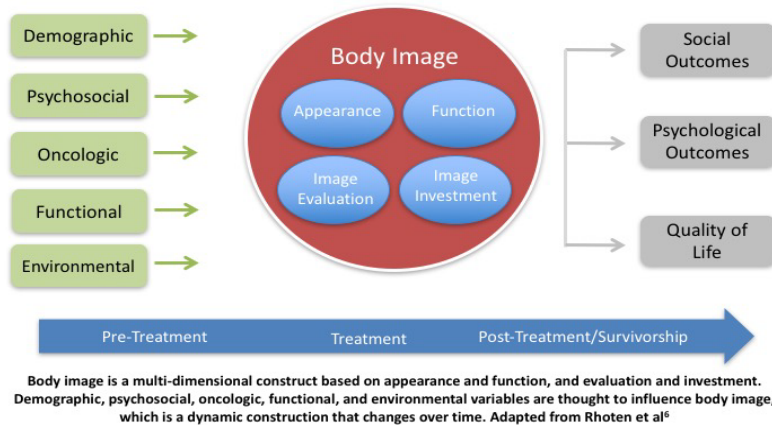 Demographic
Psychosocial
Oncologic
Functional
Environmental
Body Image
Appearance
Function
Image
Evaluation
Image
Investment
Social
Outcomes
Psychological
Outcomes
Quality of
Life
Pre-Treatment
Treatment
Post-Treatment/Survivorship
Body image is a multi-dimensional construct based on appearance and function, and evaluation and investment.
Demographic, psychosocial, oncologic, functional, and environmental variables are thought to influence body image,
which is a dynamic construction that changes over time. Adapted from Rhoten et al⁶